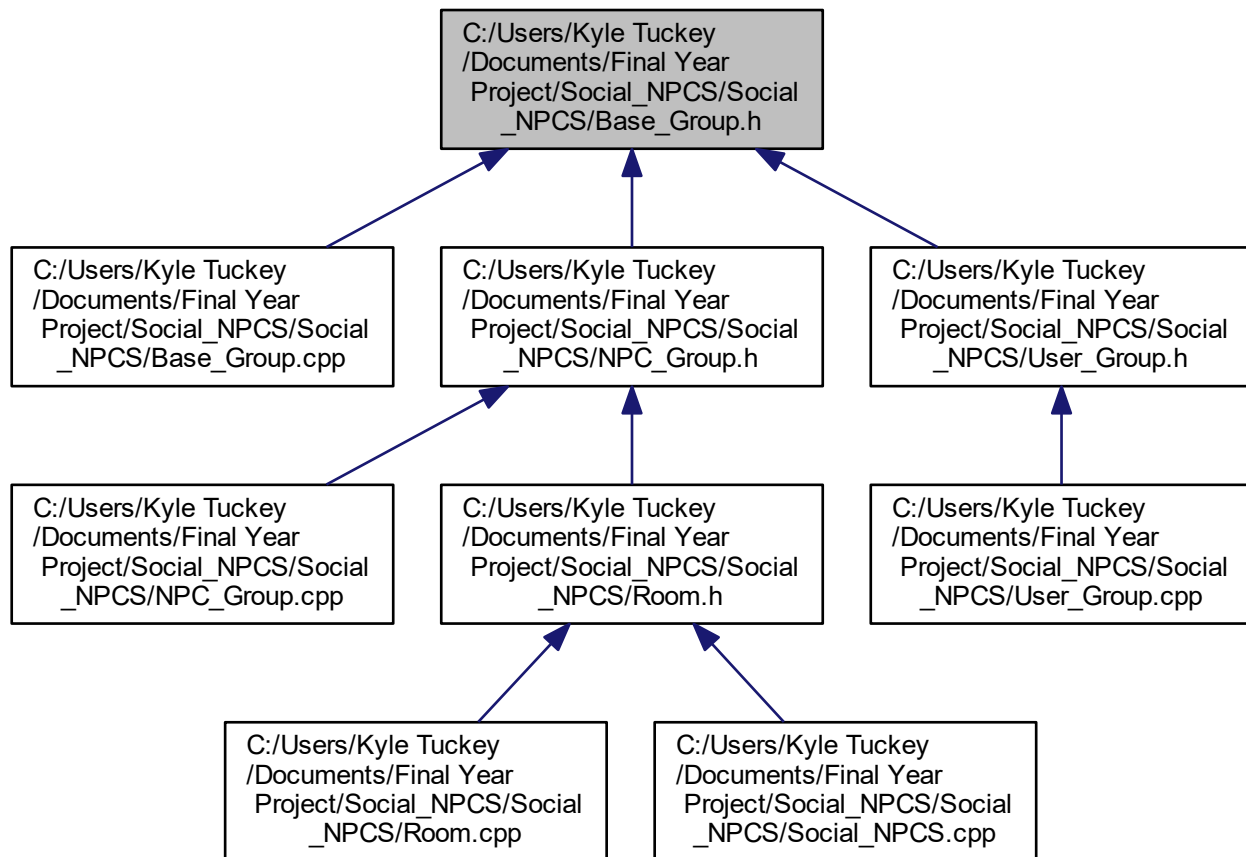 C:/Users/Kyle Tuckey
/Documents/Final Year
Project/Social_NPCS/Social
_NPCS/Base_Group.h
C:/Users/Kyle Tuckey
/Documents/Final Year
Project/Social_NPCS/Social
_NPCS/Base_Group.cpp
C:/Users/Kyle Tuckey
/Documents/Final Year
Project/Social_NPCS/Social
_NPCS/NPC_Group.h
C:/Users/Kyle Tuckey
/Documents/Final Year
Project/Social_NPCS/Social
_NPCS/User_Group.h
C:/Users/Kyle Tuckey
/Documents/Final Year
Project/Social_NPCS/Social
_NPCS/NPC_Group.cpp
C:/Users/Kyle Tuckey
/Documents/Final Year
Project/Social_NPCS/Social
_NPCS/Room.h
C:/Users/Kyle Tuckey
/Documents/Final Year
Project/Social_NPCS/Social
_NPCS/User_Group.cpp
C:/Users/Kyle Tuckey
/Documents/Final Year
Project/Social_NPCS/Social
_NPCS/Room.cpp
C:/Users/Kyle Tuckey
/Documents/Final Year
Project/Social_NPCS/Social
_NPCS/Social_NPCS.cpp